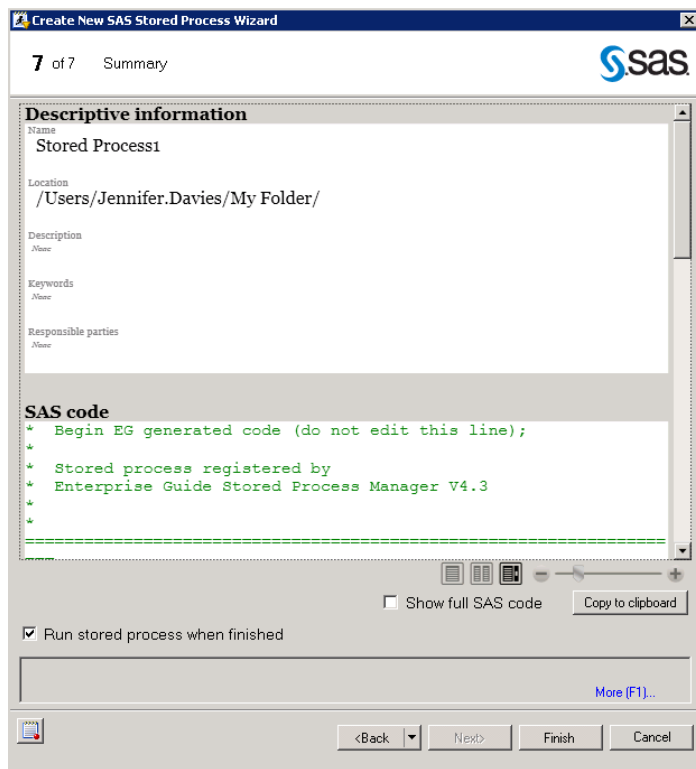 Create New SAS Stored Process Wizard
7 of 7 Summary
sas
Descriptive information
Name
Stored Process1
Location
/Users/Jennifer.Davies/My Folder/
Description
None
Keywords
None
Responsible parties
None
SAS code
* Begin EG generated code (do not edit this line);
*
* Stored process registered by
* Enterprise Guide Stored Process Manager V4.3
*
*
=================================================================
===
Show full SAS code
Copy to clipboard
Run stored process when finished
More (F1)...
<Back
Next>
Finish
Cancel